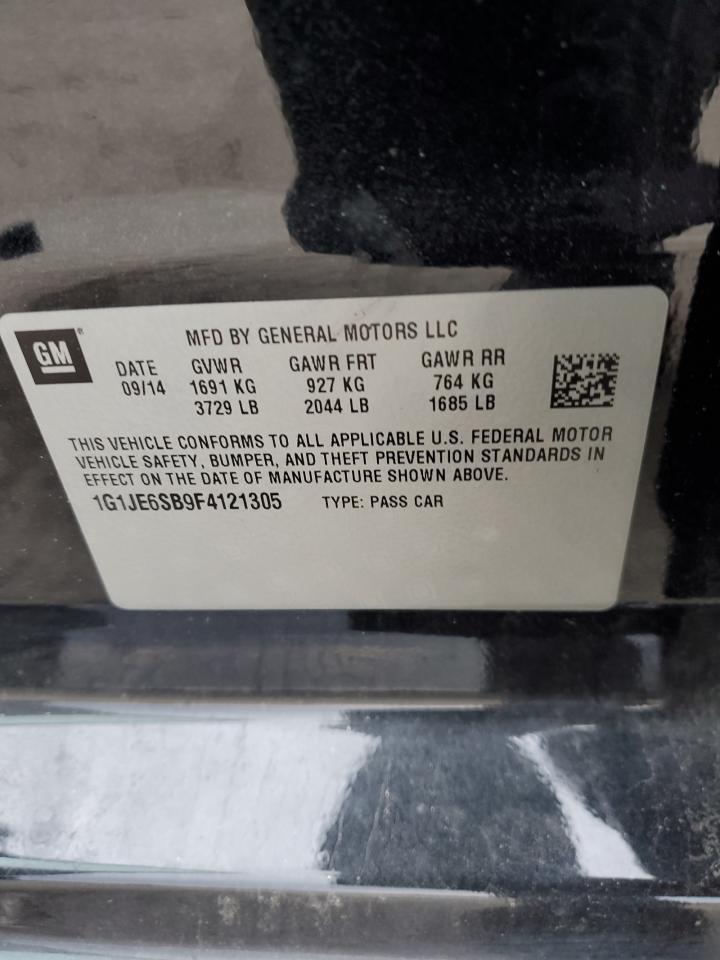 GM
MFD BY GENERAL MOTORS LLC
DATE GVWR GAWR FRT GAWR RR
09/14 1691 KG 927 KG 764 KG
3729 LB 2044 LB 1685 LB
THIS VEHICLE CONFORMS TO ALL APPLICABLE U.S. FEDERAL MOTOR
VEHICLE SAFETY, BUMPER, AND THEFT PREVENTION STANDARDS IN
EFFECT ON THE DATE OF MANUFACTURE SHOWN ABOVE.
1G1JE6SB9F4121305 TYPE: PASS CAR